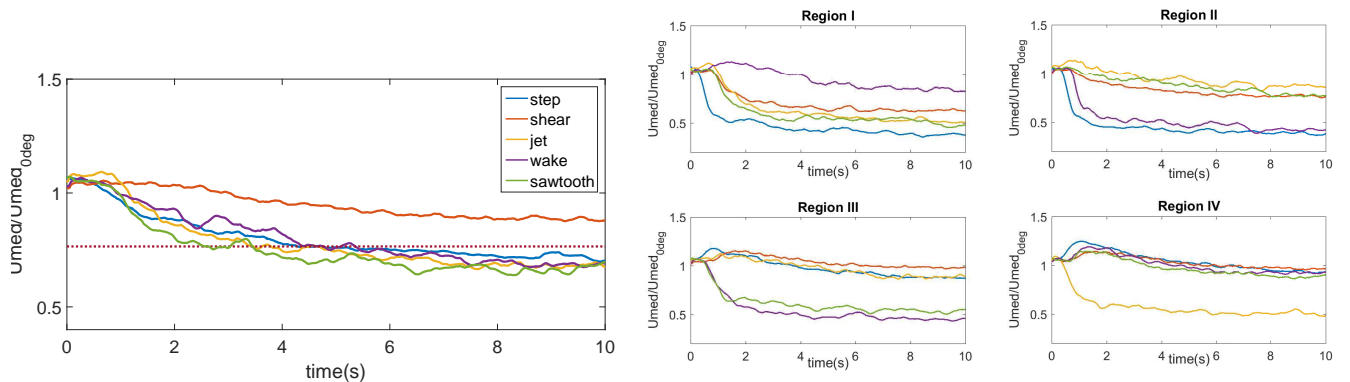 1.5
1
0.5
0
2
4
6
8
10
time(s)
Umed/Umed0deg
step
shear
jet
wake
sawtooth
Region I
1.5
1
0.5
0
2
4
6
8
10
time(s)
Umed/Umed0deg
Region II
1.5
1
0.5
0
2
4
6
8
10
time(s)
Umed/Umed0deg
Region III
1.5
1
0.5
0
2
4
6
8
10
time(s)
Umed/Umed0deg
Region IV
1.5
1
0.5
0
2
4
6
8
10
time(s)
Umed/Umed0deg